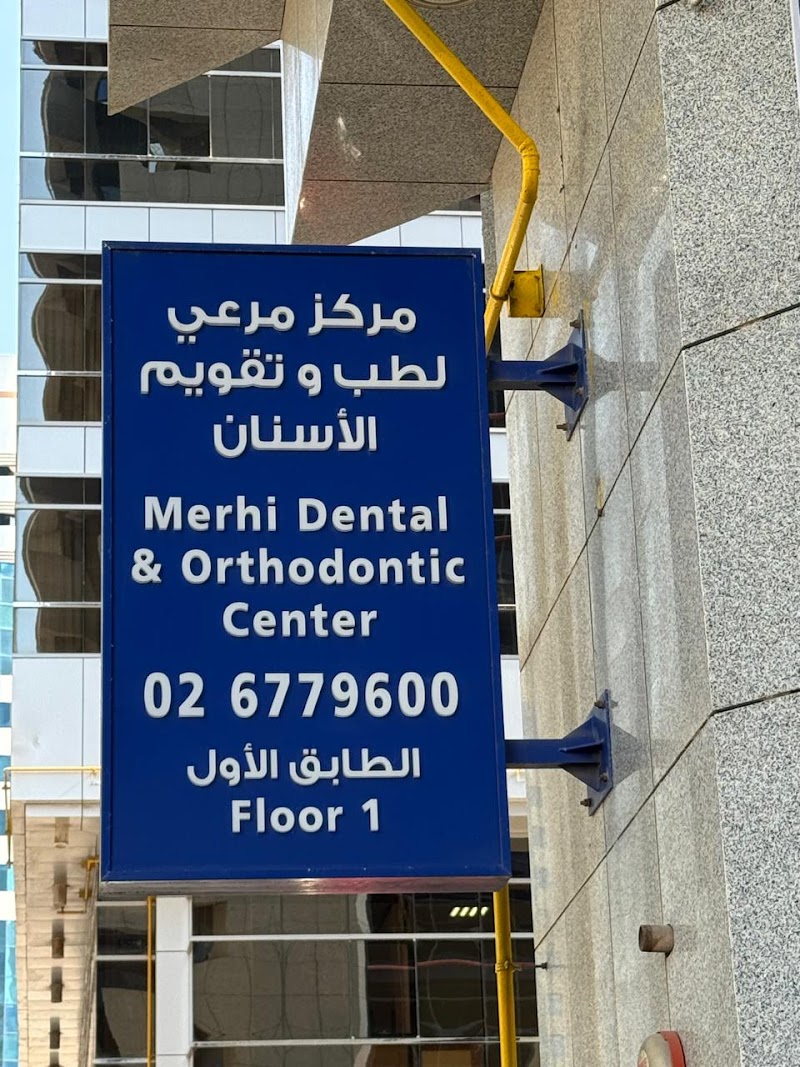 مركز مرعي
لطب و تقويم
الأسنان
Merhi Dental
& Orthodontic
Center
02 6779600
الطابق الأول
Floor 1